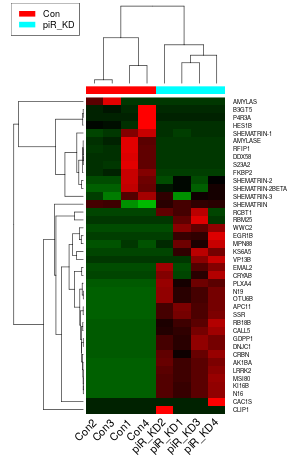 Con
piR_KD
AMYLAS
B3GT5
P4R3A
HES1B
SHEMATRIN-1
AMYLASE
RFIP1
DDX58
S23A2
FKBP2
SHEMATRIN-2
SHEMATRIN-2BETA
SHEMATRIN-3
SHEMATRIN
RCBT1
RBM25
WWC2
EGR1B
MPN88
KS6A5
VP13B
EMAL2
CRYAB
PLXA4
N19
OTU6B
APC11
SSR
RB18B
CALL5
GDPP1
DNJC1
CRBN
AK1BA
LRRK2
MSI80
KI16B
N16
CAC1S
CLIP1
Con2
Con3
Con1
Con4
piR_KD2
piR_KD1
piR_KD3
piR_KD4